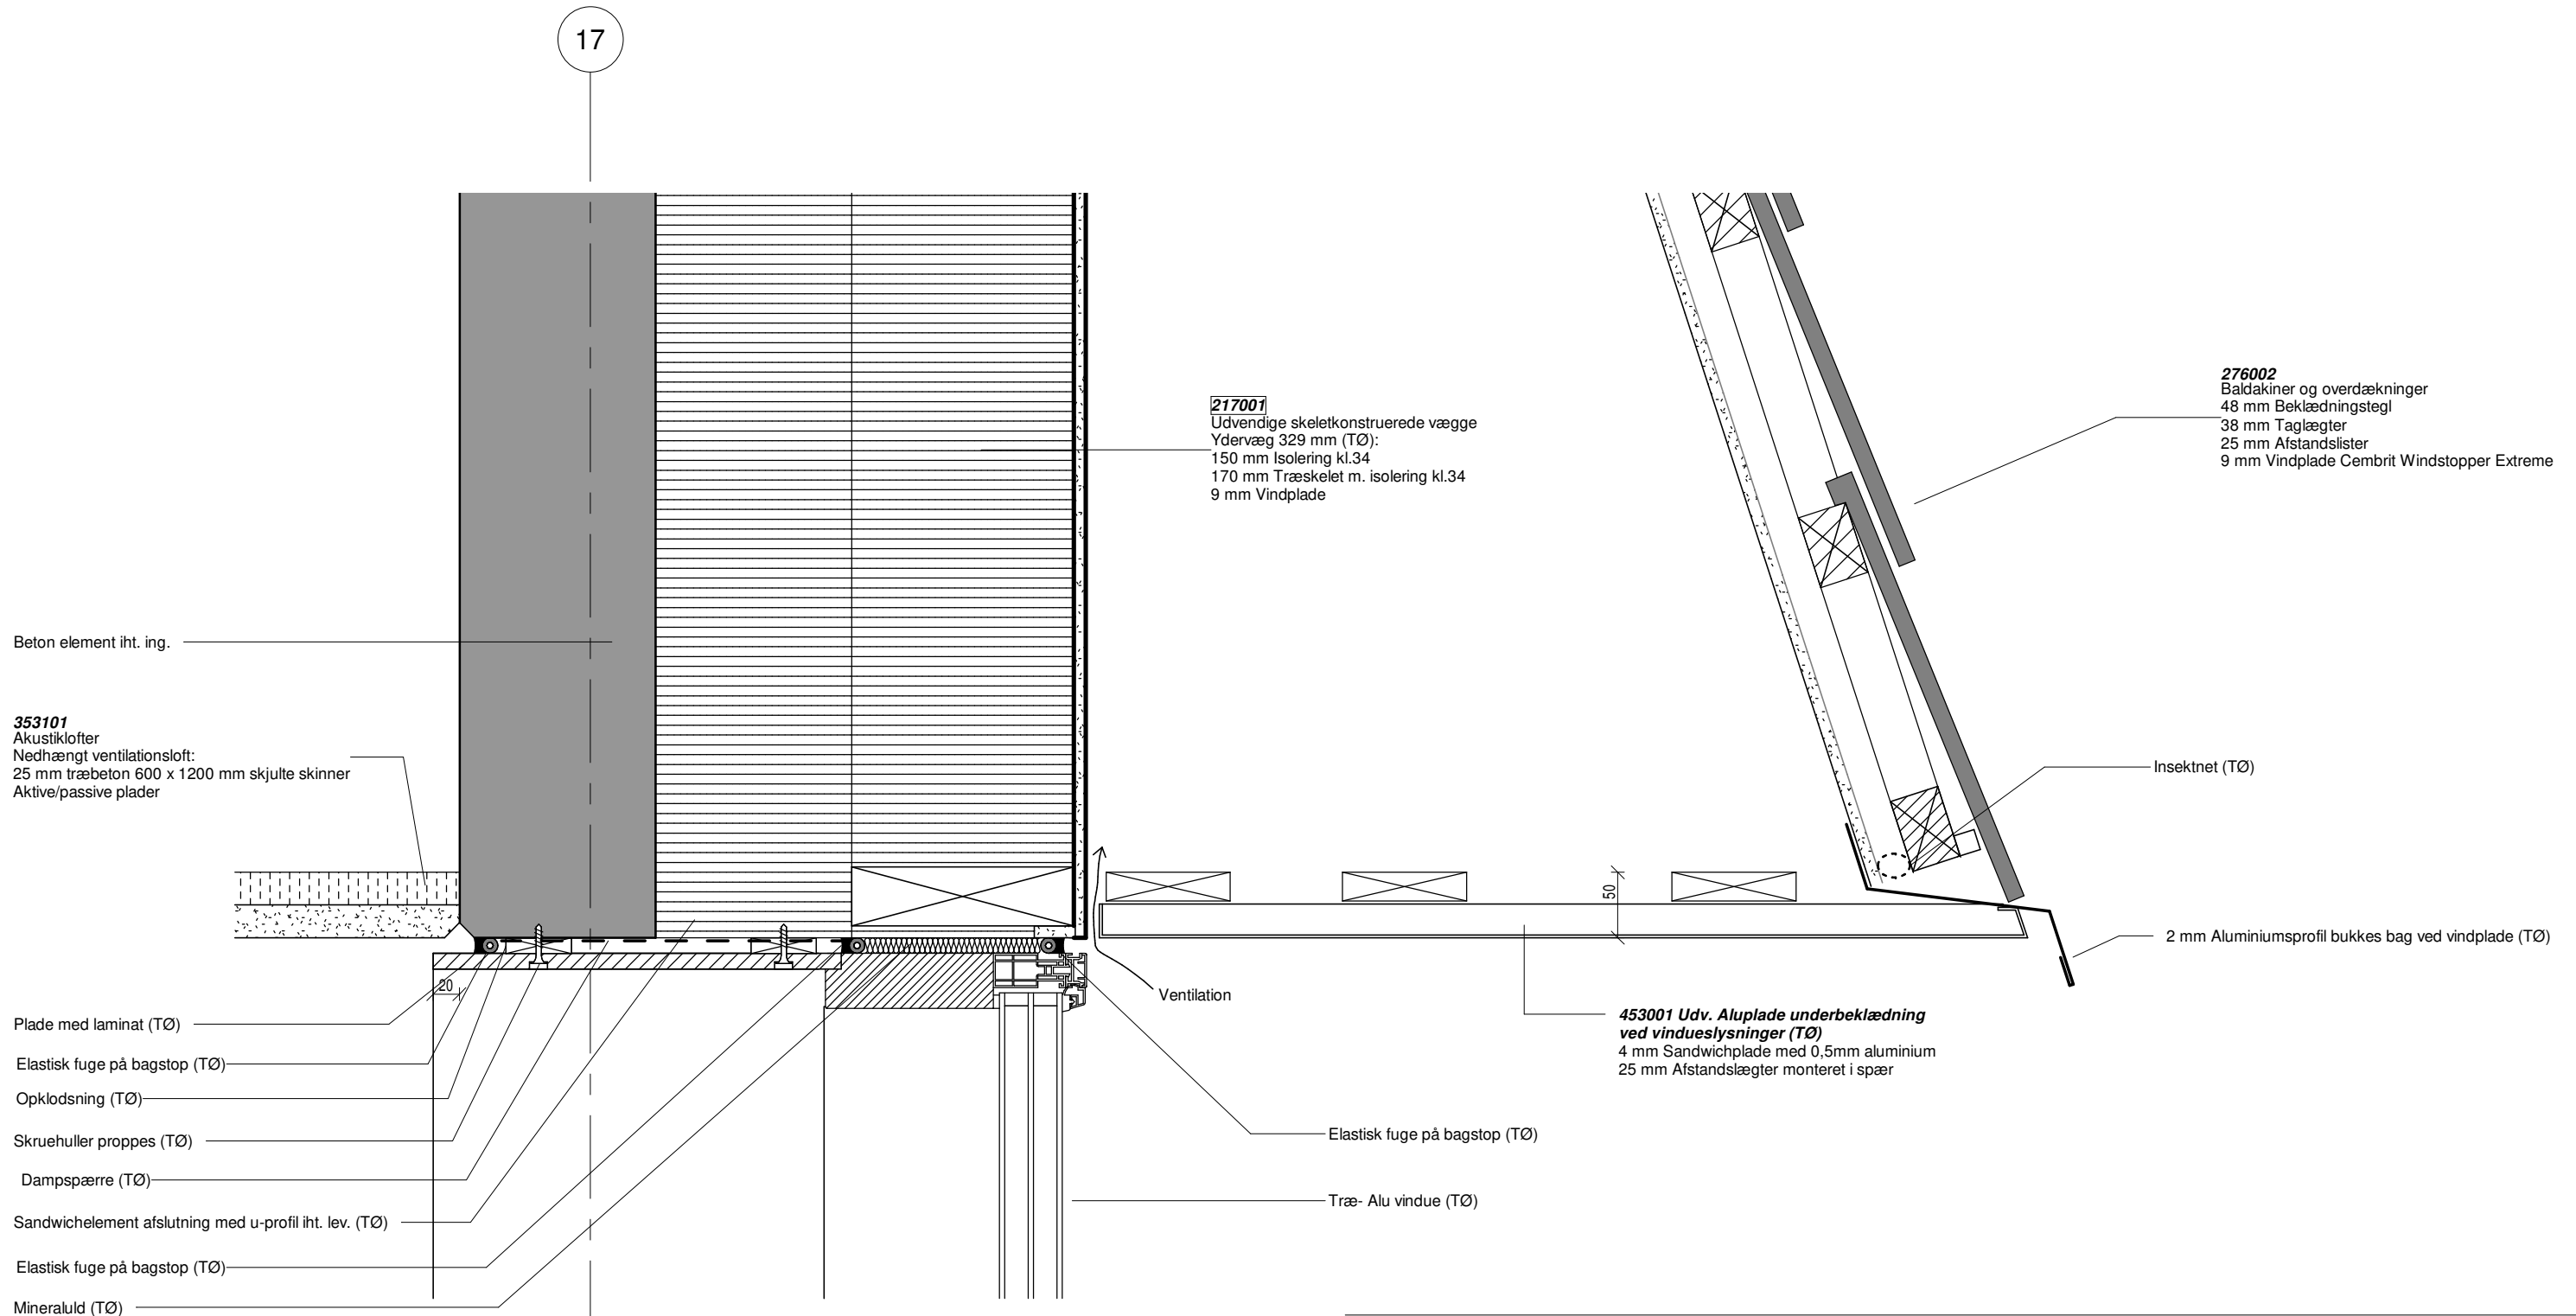 17
217001
Udvendige skeletkonstruerede vægge
Ydervæg 329 mm (TØ):
150 mm Isolering kl.34
170 mm Træskelet m. isolering kl.34
9 mm Vindplade
276002
Baldakiner og overdækninger
48 mm Beklædningstegl
38 mm Taglægter
25 mm Afstandslister
9 mm Vindplade Cembrit Windstopper Extreme
Beton element iht. ing.
353101
Akustiklofter
Nedhængt ventilationsloft:
25 mm træbeton 600 x 1200 mm skjulte skinner
Aktive/passive plader
Insektnet (TØ)
50
2 mm Aluminiumsprofil bukkes bag ved vindplade (TØ)
20
Ventilation
Plade med laminat (TØ)
Elastisk fuge på bagstop (TØ)
Opklodsning (TØ)
Skruehuller proppes (TØ)
Dampspærre (TØ)
Sandwichelement afslutning med u-profil iht. lev. (TØ)
Elastisk fuge på bagstop (TØ)
Mineraluld (TØ)
453001 Udv. Aluplade underbeklædning
ved vindueslysninger (TØ)
4 mm Sandwichplade med 0,5mm aluminium
25 mm Afstandslægter monteret i spær
Elastisk fuge på bagstop (TØ)
Træ- Alu vindue (TØ)